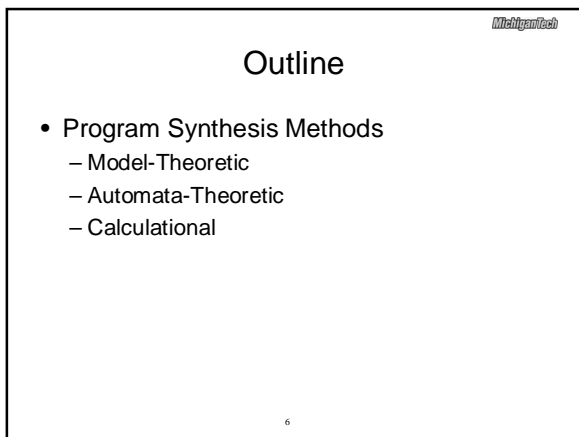 MichiganTech
Outline
• Program Synthesis Methods
– Model-Theoretic
– Automata-Theoretic
– Calculational
6